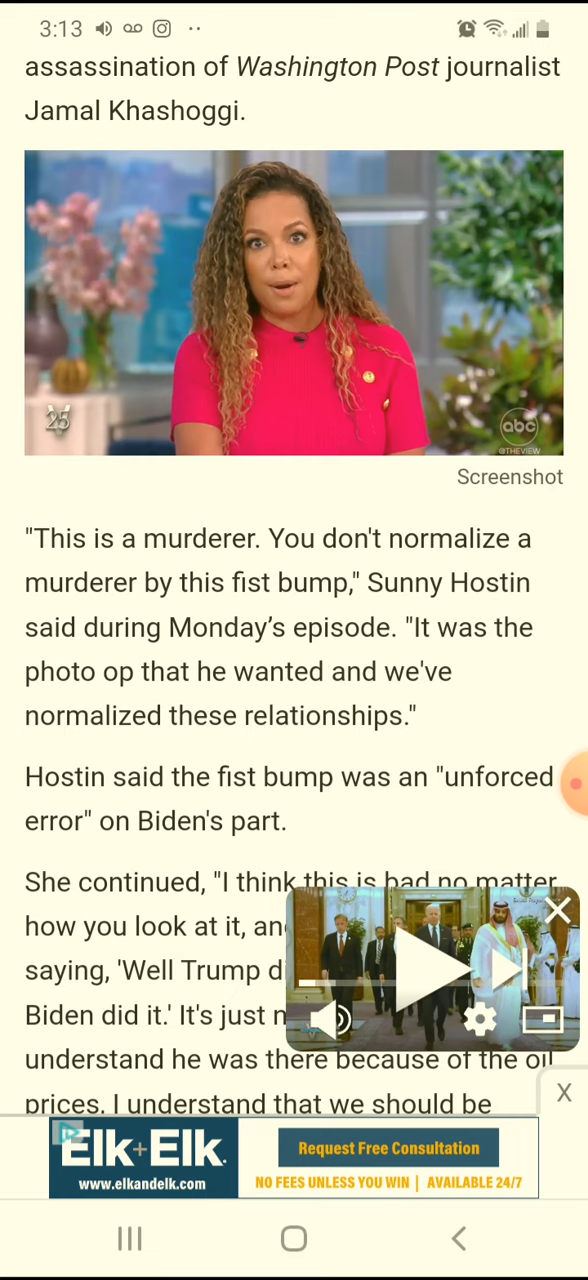 3:13
assassination of Washington Post journalist
Jamal Khashoggi.
25
abc
@THEVIEW
Screenshot
"This is a murderer. You don't normalize a
murderer by this fist bump," Sunny Hostin
said during Monday’s episode. "It was the
photo op that he wanted and we've
normalized these relationships."
Hostin said the fist bump was an "unforced
error" on Biden's part.
She continued, "I think this is bad no matter
how you look at it, an
saying, 'Well Trump d
Biden did it.' It's just n
understand he was there because of the oil
prices. I understand that we should be
X
Elk+Elk.
www.elkandelk.com
Request Free Consultation
NO FEES UNLESS YOU WIN | AVAILABLE 24/7